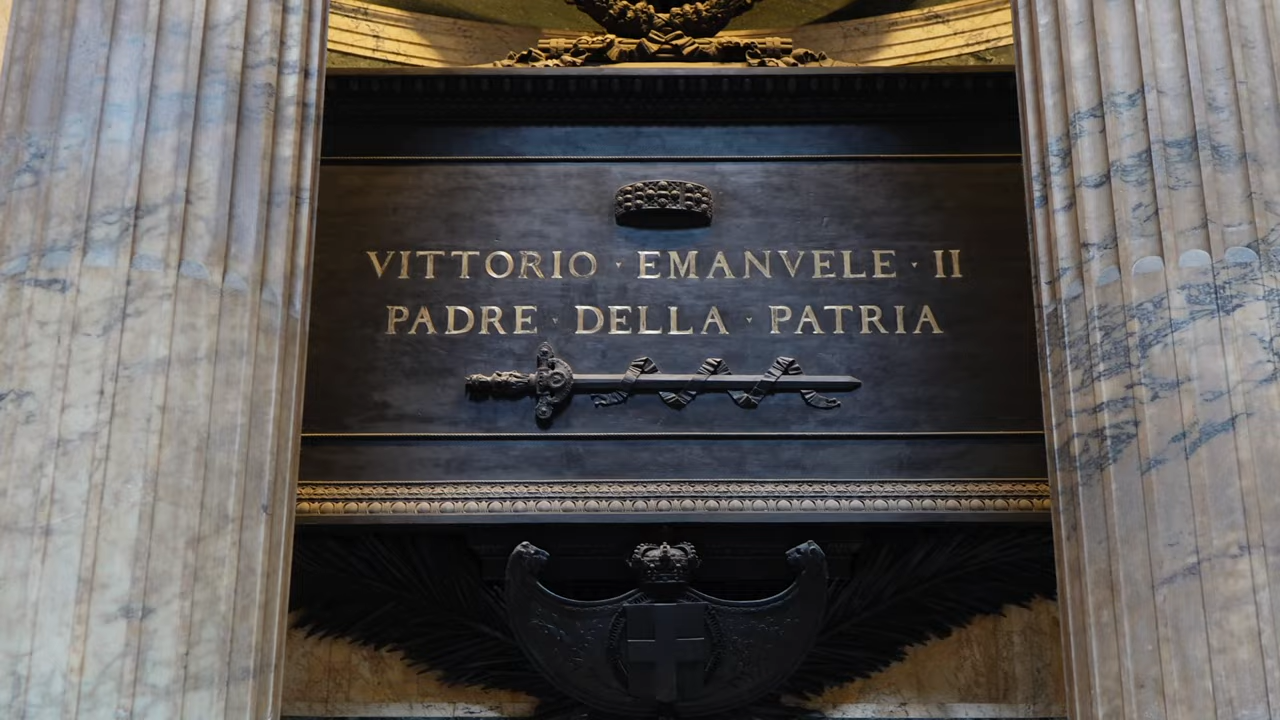 VITTORIO · EMANVELE · II
PADRE · DELLA · PATRIA